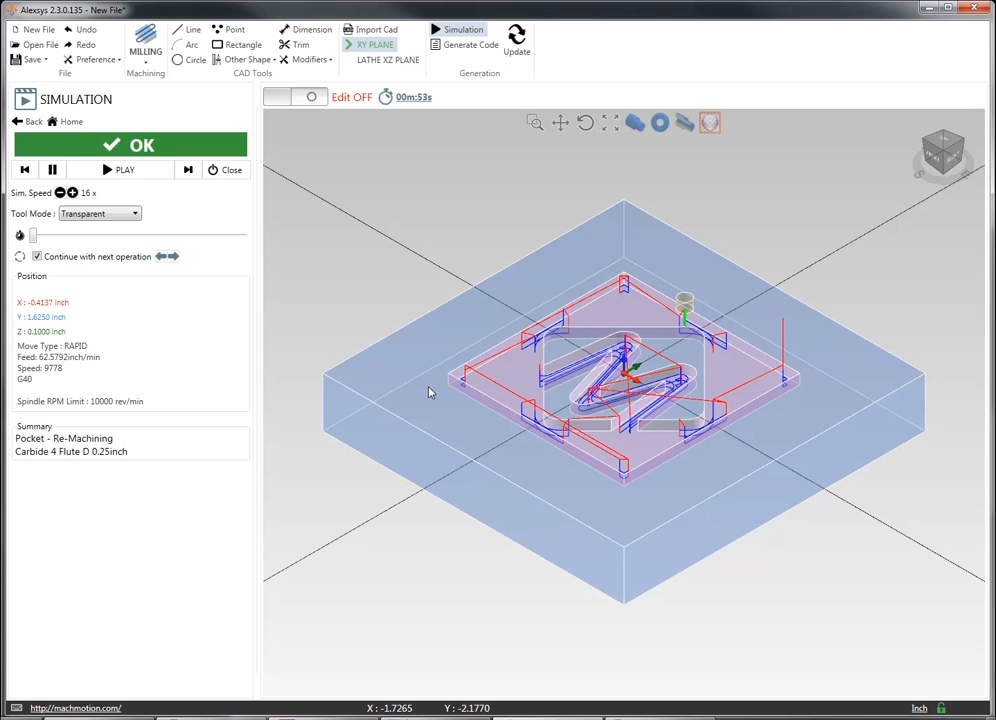 Alexsys 2.3.0.135 - New File*
New File
Undo
Open File
Redo
Save
Preference
File
MILLING
Machining
Line
Point
Arc
Rectangle
Circle
Other Shape
Dimension
Trim
Modifiers
CAD Tools
Import Cad
XY PLANE
LATHE XZ PLANE
Simulation
Generate Code
Update
Generation
SIMULATION
Back
Home
OK
PLAY
Close
Sim. Speed
16 x
Tool Mode :
Transparent
Continue with next operation
Position
X : -0.4137 inch
Y : 1.6250 inch
Z : 0.1000 inch
Move Type : RAPID
Feed: 62.5792inch/min
Speed: 9778
G40
Spindle RPM Limit : 10000 rev/min
Summary
Pocket - Re-Machining
Carbide 4 Flute D 0.25inch
Edit OFF
00m:53s
http://machmotion.com/
X : -1.7265
Y : -2.1770
Inch